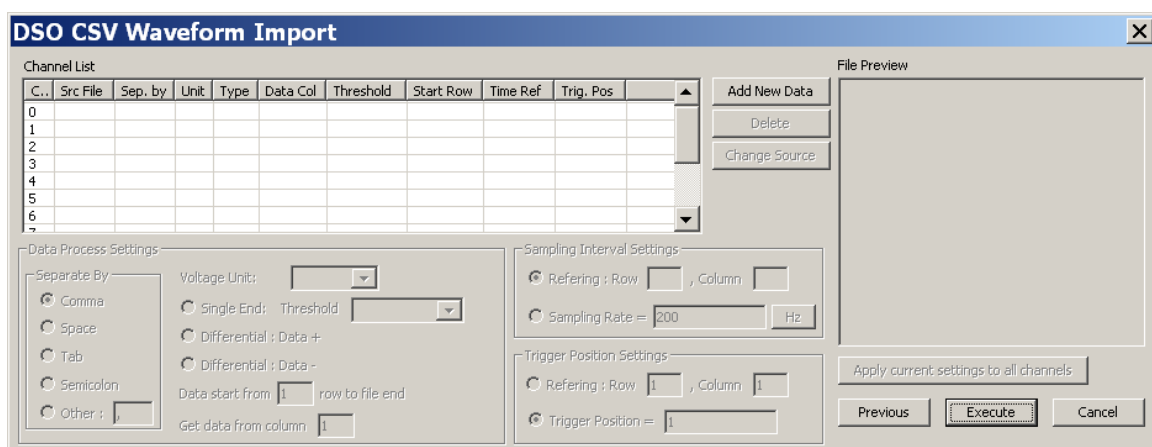 DSO CSV Waveform Import
Channel List
C.. Src File Sep. by Unit Type Data Col Threshold Start Row Time Ref Trig. Pos
0
1
2
3
4
5
6
7
Add New Data
Delete
Change Source
File Preview
Data Process Settings
Separate By
Comma
Space
Tab
Semicolon
Other : ,
Voltage Unit:
Single End: Threshold
Differential : Data +
Differential : Data -
Data start from 1 row to file end
Get data from column 1
Sampling Interval Settings
Refering : Row , Column
Sampling Rate = 200 Hz
Trigger Position Settings
Refering : Row 1 , Column 1
Trigger Position = 1
Apply current settings to all channels
Previous Execute Cancel